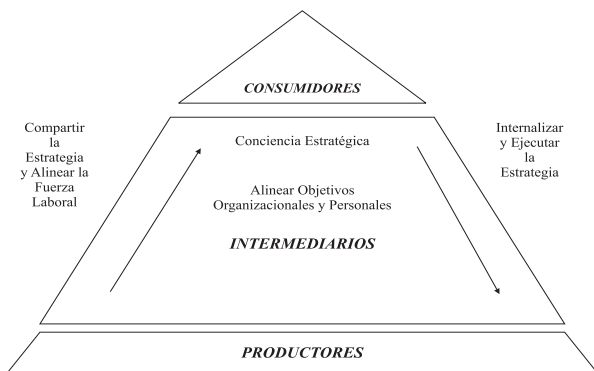 CONSUMIDORES
Compartir
la
Estrategia
y Alinear la
Fuerza
Laboral
Conciencia Estratégica
Alinear Objetivos
Organizacionales y Personales
INTERMEDIARIOS
Internalizar
y Ejecutar
la
Estrategia
PRODUCTORES